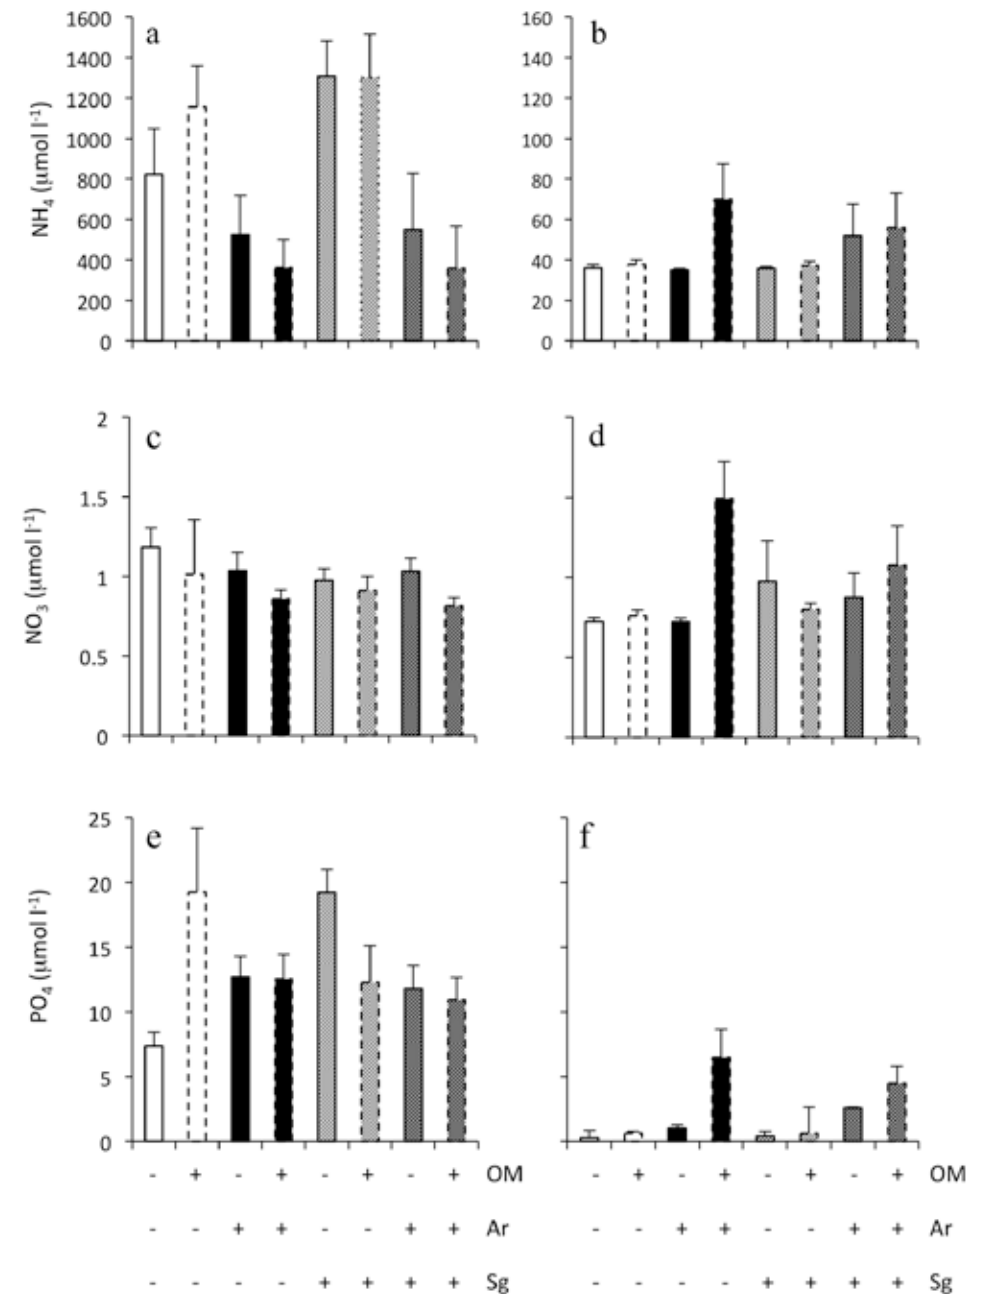 a
b
NH4 (μmol l-1)
1600
1400
1200
1000
800
600
400
200
0
160
140
120
100
80
60
40
20
0
c
d
NO3 (μmol l-1)
2
1.5
1
0.5
0
e
f
PO4 (μmol l-1)
25
20
15
10
5
0
- + - + - + - + OM - + - + - + - + OM
- - + + - - + + Ar - - + + - - + + Ar
- - - - + + + + Sg - - - - + + + + Sg